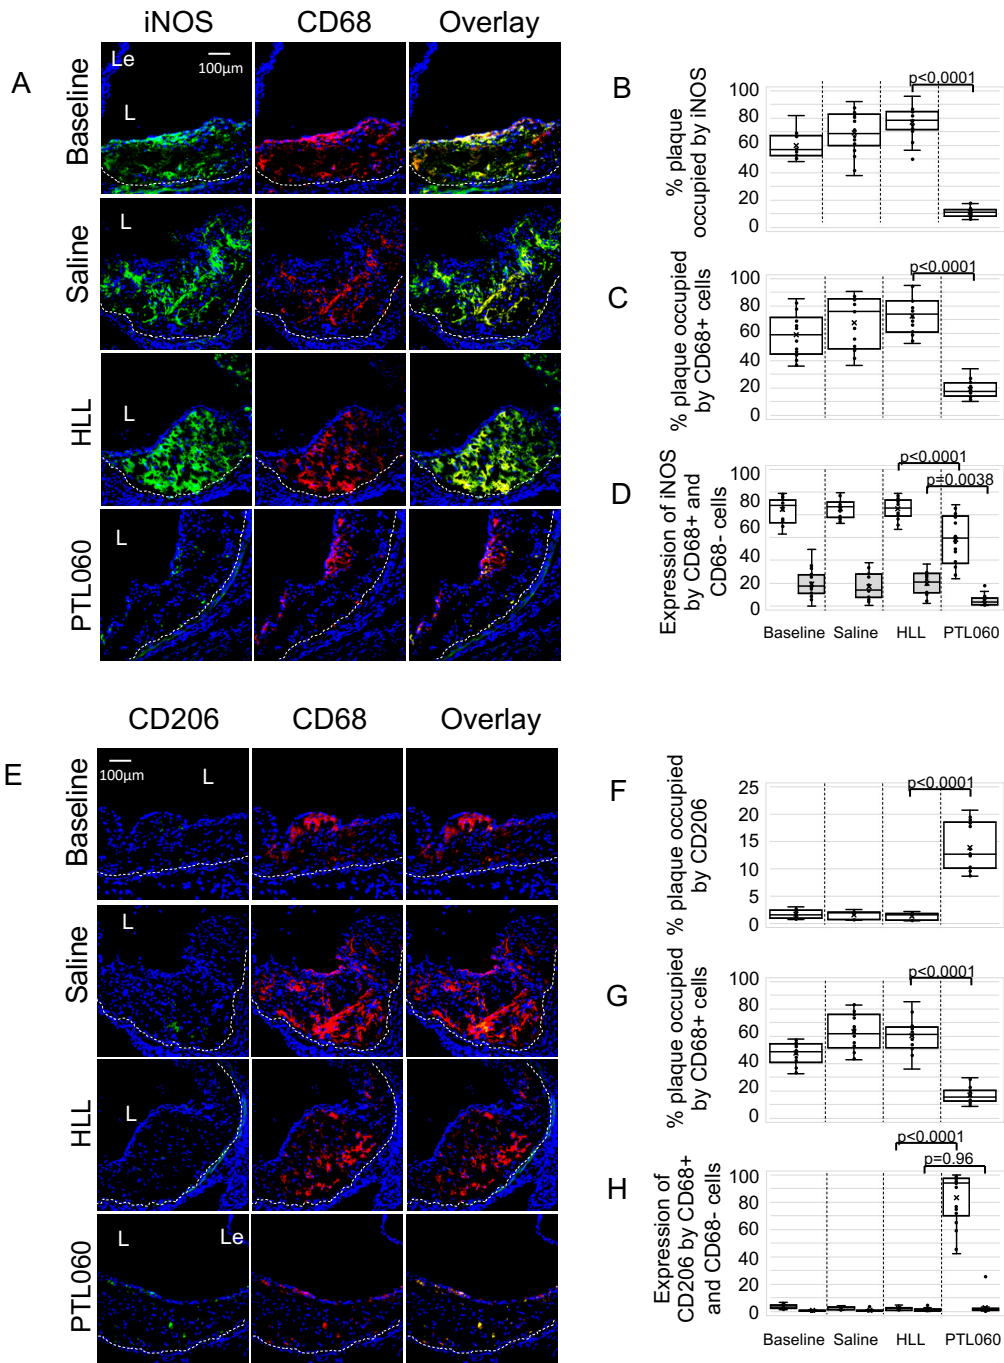 iNOS CD68 Overlay
A
Baseline
Le
100µm
L
Saline
L
HLL
L
PTL060
L
B
% plaque
occupied by iNOS
p<0.0001
100
80
60
40
20
0
C
% plaque occupied
by CD68+ cells
p<0.0001
100
80
60
40
20
0
D
Expression of iNOS
by CD68+ and
CD68- cells
p<0.0001
p=0.0038
100
80
60
40
20
0
Baseline Saline HLL PTL060
CD206 CD68 Overlay
E
Baseline
100µm
L
Saline
L
HLL
L
PTL060
L
Le
F
% plaque occupied
by CD206
p<0.0001
25
20
15
10
5
0
G
% plaque occupied
by CD68+ cells
p<0.0001
100
80
60
40
20
0
H
Expression of
CD206 by CD68+
and CD68- cells
p<0.0001
p=0.96
100
80
60
40
20
0
Baseline Saline HLL PTL060